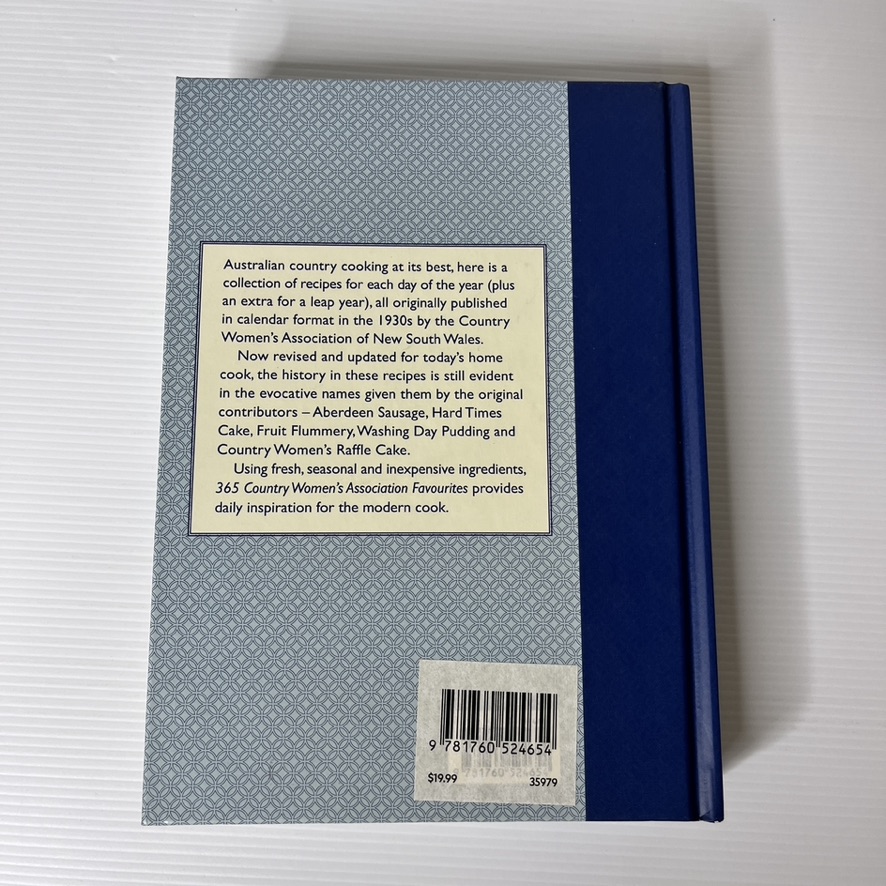 Australian country cooking at its best, here is a
collection of recipes for each day of the year (plus
an extra for a leap year), all originally published
in calendar format in the 1930s by the Country
Women's Association of New South Wales.
Now revised and updated for today's home
cook, the history in these recipes is still evident
in the evocative names given them by the original
contributors – Aberdeen Sausage, Hard Times
Cake, Fruit Flummery, Washing Day Pudding and
Country Women's Raffle Cake.
Using fresh, seasonal and inexpensive ingredients,
365 Country Women's Association Favourites provides
daily inspiration for the modern cook.
9 781760 524654
781760 524654
$19.99 35979